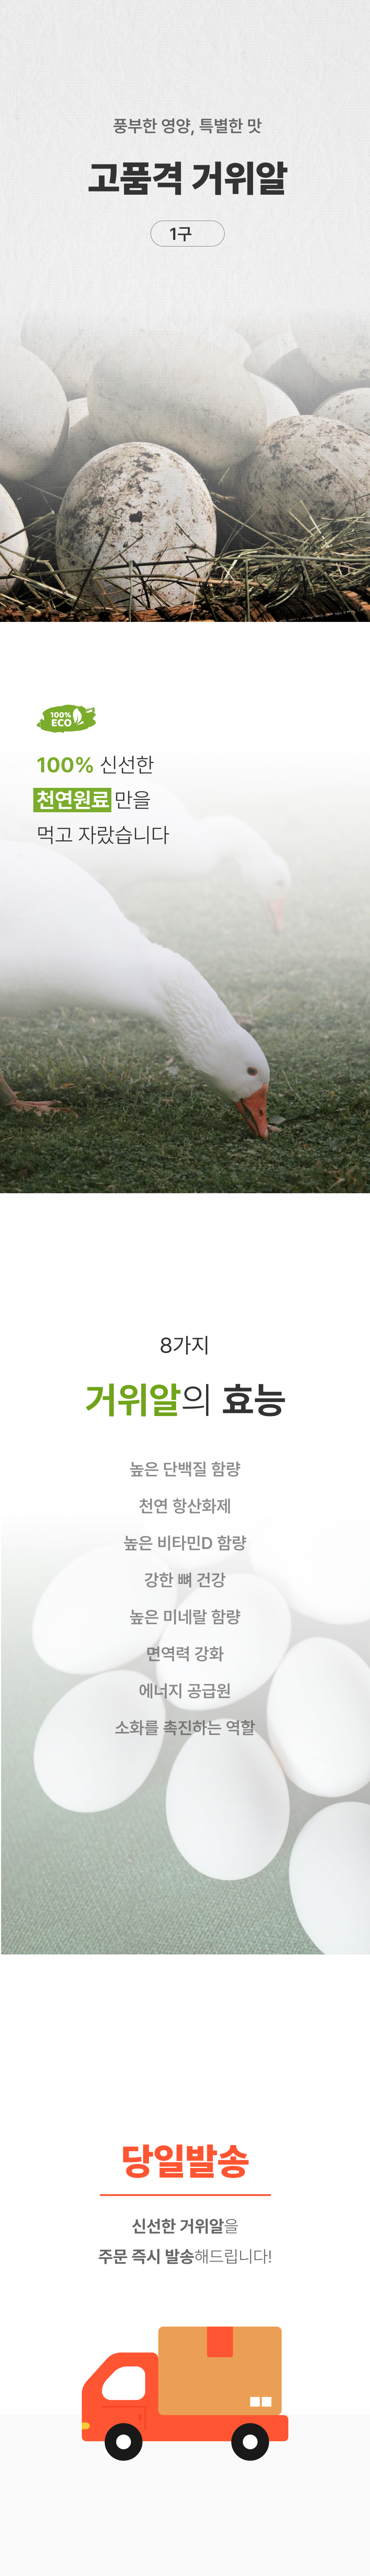 풍부한 영양, 특별한 맛
고품격 거위알
1구
100%
ECO
100% 신선한
천연원료만을
먹고 자랐습니다
8가지
거위알의 효능
높은 단백질 함량
천연 항산화제
높은 비타민D 함량
강한 뼈 건강
높은 미네랄 함량
면역력 강화
에너지 공급원
소화를 촉진하는 역할
당일발송
신선한 거위알을
주문 즉시 발송해드립니다!